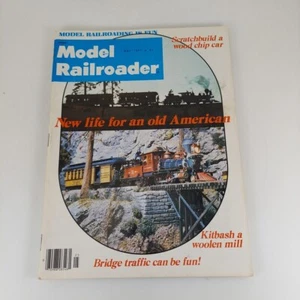 MODEL RAILROADING IS FUN
Scratchbuild a
wood chip car
Model
Railroader
New life for an old American
Kitbash a
woolen mill
Bridge traffic can be fun!